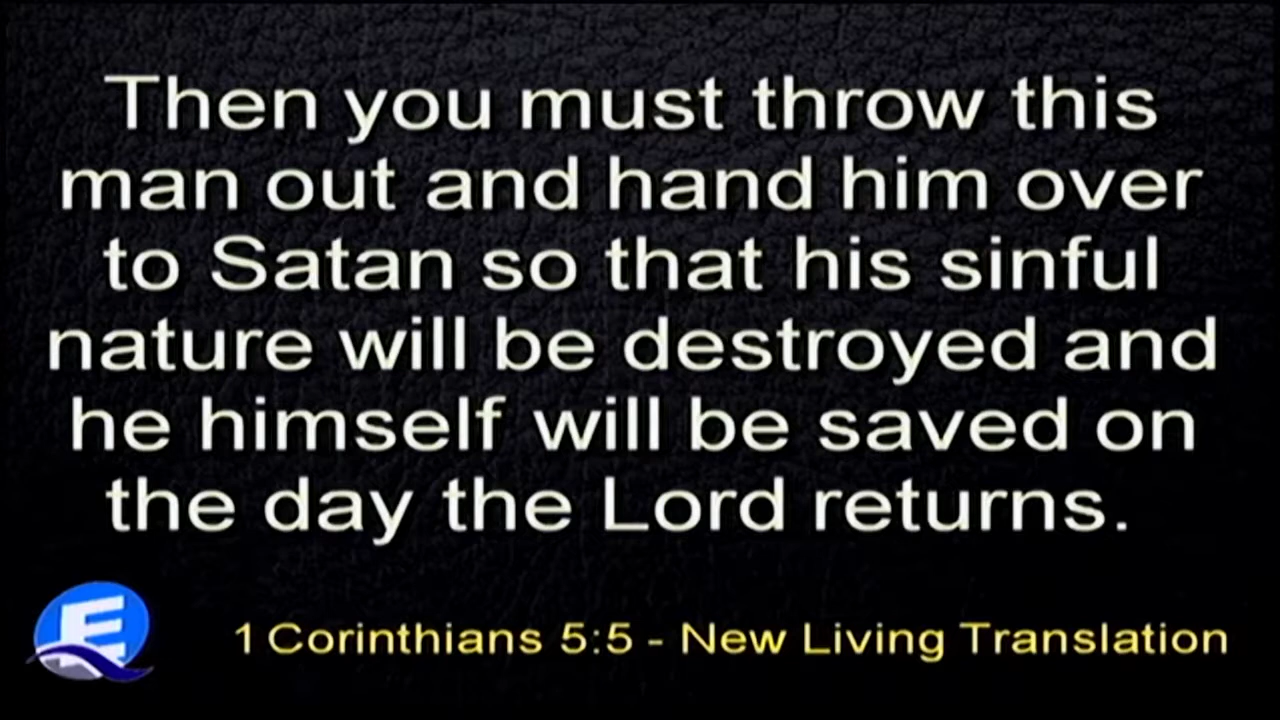 Then you must throw this
man out and hand him over
to Satan so that his sinful
nature will be destroyed and
he himself will be saved on
the day the Lord returns.
E
1 Corinthians 5:5 - New Living Translation